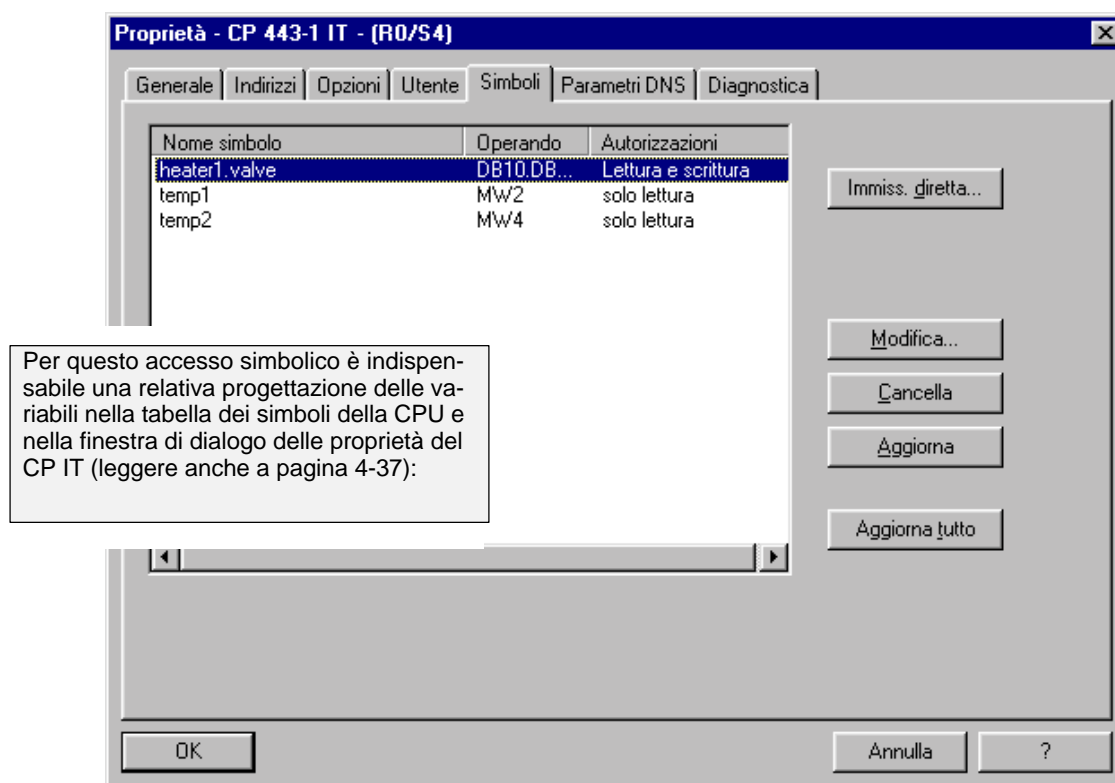 Proprietà - CP 443-1 IT - (R0/S4)
Generale Indirizzi Opzioni Utente Simboli Parametri DNS Diagnostica
Nome simbolo Operando Autorizzazioni
heater1.valve DB10.DB... Lettura e scrittura
temp1 MW2 solo lettura
temp2 MW4 solo lettura
Immiss. diretta...
Modifica...
Cancella
Aggiorna
Aggiorna tutto
Per questo accesso simbolico è indispen-
sabile una relativa progettazione delle va-
riabili nella tabella dei simboli della CPU e
nella finestra di dialogo delle proprietà del
CP IT (leggere anche a pagina 4-37):
OK Annulla ?